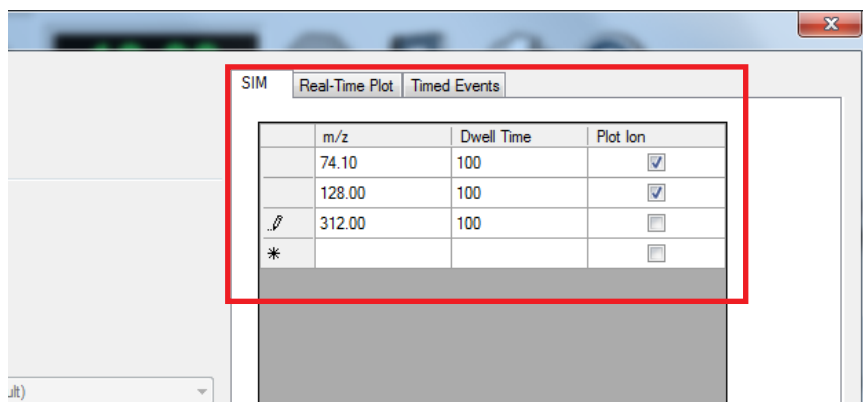 SIM Real-Time Plot Timed Events
m/z Dwell Time Plot Ion
74.10 100
128.00 100
312.00 100
*
ult)